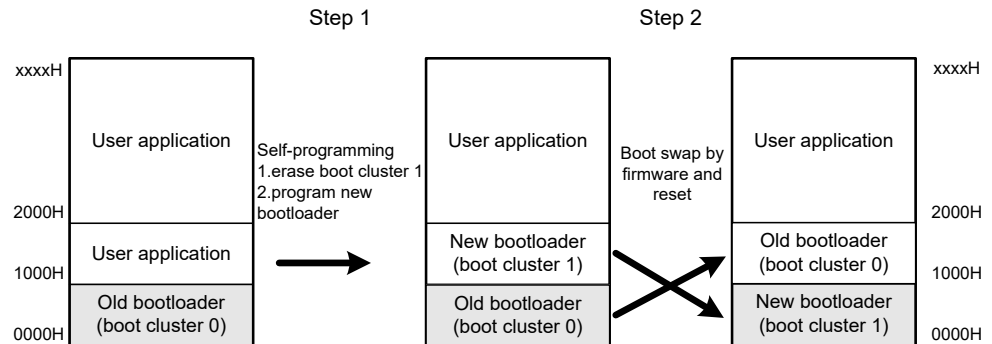 Step 1
Step 2
xxxxH
User application
2000H
User application
1000H
Old bootloader
(boot cluster 0)
0000H
Self-programming
1.erase boot cluster 1
2.program new
bootloader
User application
New bootloader
(boot cluster 1)
Old bootloader
(boot cluster 0)
Boot swap by
firmware and
reset
xxxxH
User application
2000H
Old bootloader
(boot cluster 0)
1000H
New bootloader
(boot cluster 1)
0000H